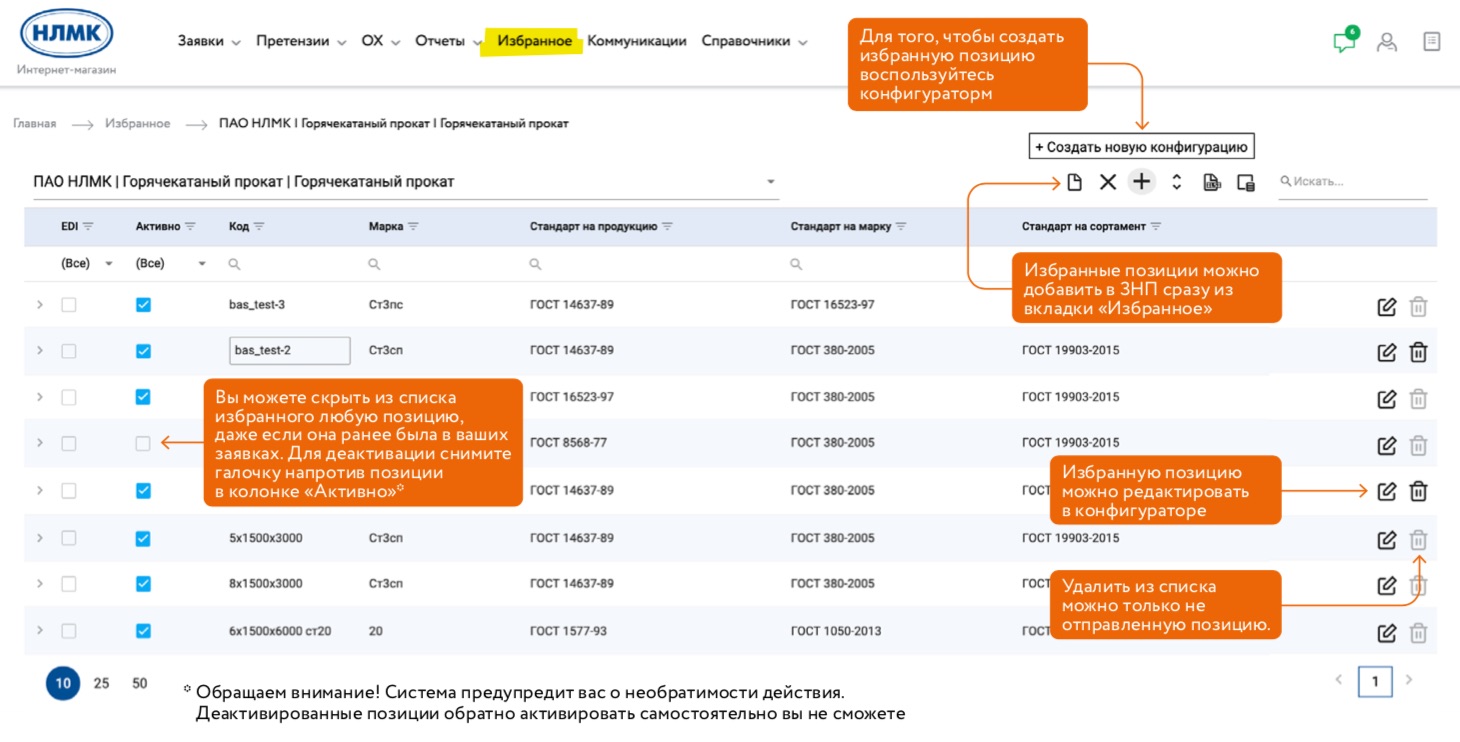 НЛМК
Интернет-магазин
Заявки Претензии ОХ Отчеты Избранное Коммуникации Справочники
6
Для того, чтобы создать
избранную позицию
воспользуйтесь
конфигураторм
Главная Избранное ПАО НЛМК I Горячекатаный прокат I Горячекатаный прокат
+ Создать новую конфигурацию
ПАО НЛМК | Горячекатаный прокат | Горячекатаный прокат
Искать...
EDI Активно Код Марка Стандарт на продукцию Стандарт на марку Стандарт на сортамент
(Все) (Все)
Избранные позиции можно
добавить в ЗНП сразу из
вкладки «Избранное»
bas_test-3 Ст3пс ГОСТ 14637-89 ГОСТ 16523-97
bas_test-2 Ст3сп ГОСТ 14637-89 ГОСТ 380-2005 ГОСТ 19903-2015
ГОСТ 16523-97 ГОСТ 380-2005 ГОСТ 19903-2015
Вы можете скрыть из списка
избранного любую позицию,
даже если она ранее была в ваших
заявках. Для деактивации снимите
галочку напротив позиции
в колонке «Активно»*
ГОСТ 8568-77 ГОСТ 380-2005 ГОСТ 19903-2015
Избранную позицию
можно редактировать
в конфигураторе
ГОСТ 14637-89 ГОСТ 380-2005 ГОСТ
5x1500x3000 Ст3сп ГОСТ 14637-89 ГОСТ 380-2005 ГОСТ 19903-2015
8x1500x3000 Ст3сп ГОСТ 14637-89 ГОСТ 380-2005 ГОСТ
Удалить из списка
можно только не
отправленную позицию.
6x1500x6000 ст20 20 ГОСТ 1577-93 ГОСТ 1050-2013 ГОСТ
10 25 50
1
* Обращаем внимание! Система предупредит вас о необратимости действия.
Деактивированные позиции обратно активировать самостоятельно вы не сможете